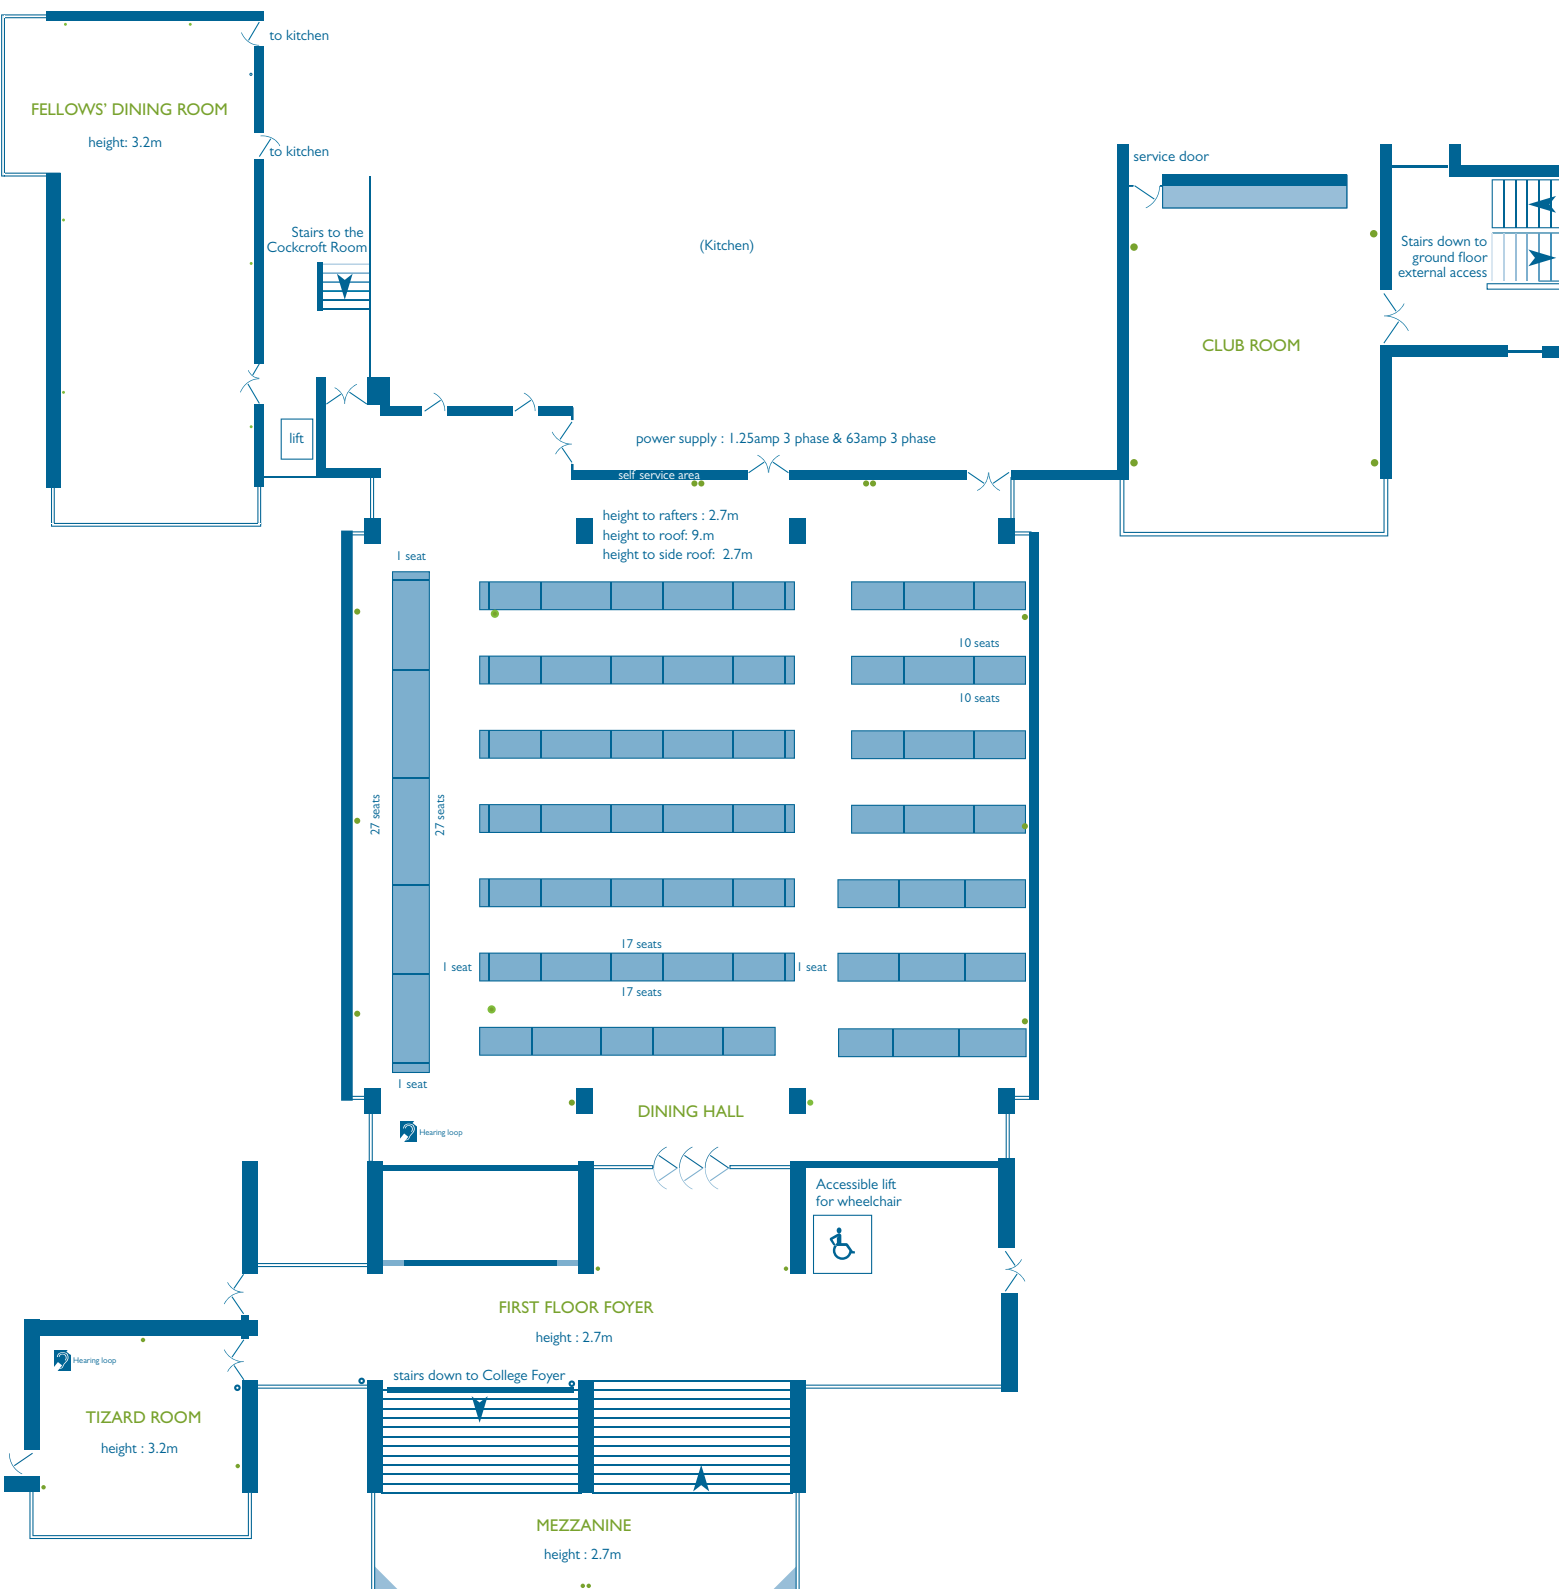 to kitchen
FELLOWS' DINING ROOM
height: 3.2m
to kitchen
service door
Stairs to the
Cockcroft Room
(Kitchen)
Stairs down to
ground floor
external access
CLUB ROOM
lift
power supply : 1.25amp 3 phase & 63amp 3 phase
self service area
height to rafters : 2.7m
height to roof: 9.m
height to side roof:  2.7m
1 seat
10 seats
10 seats
27 seats
27 seats
17 seats
1 seat
1 seat
17 seats
1 seat
DINING HALL
Hearing loop
Accessible lift
for wheelchair
FIRST FLOOR FOYER
height : 2.7m
Hearing loop
stairs down to College Foyer
TIZARD ROOM
height : 3.2m
MEZZANINE
height : 2.7m